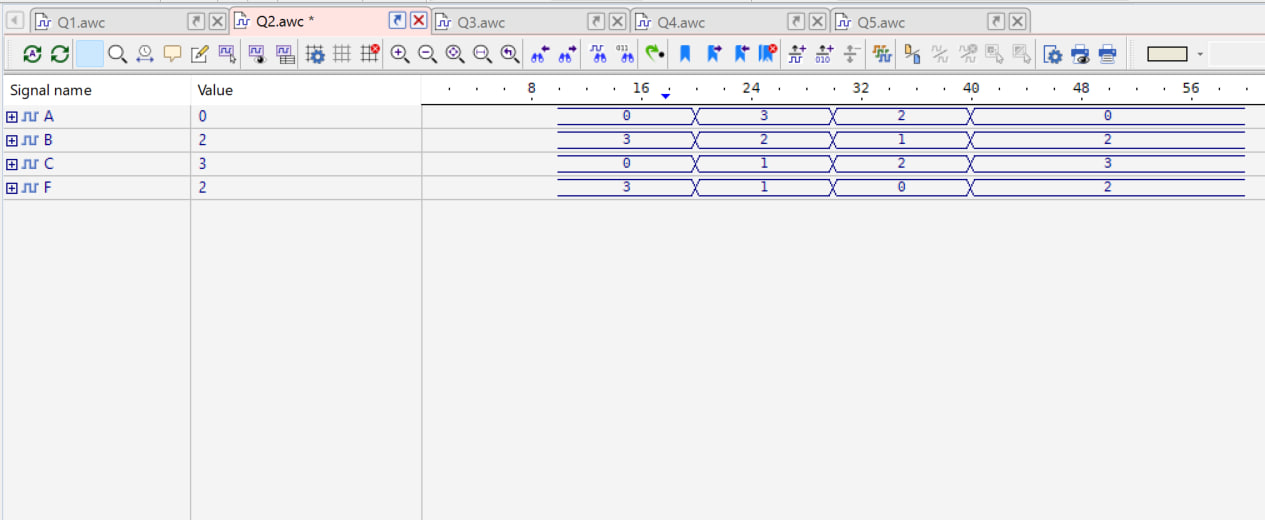 Q1.awc Q2.awc * Q3.awc Q4.awc Q5.awc
Signal name Value 8 16 24 32 40 48 56
A 0 0 3 2 0
B 2 3 2 1 2
C 3 0 1 2 3
F 2 3 1 0 2